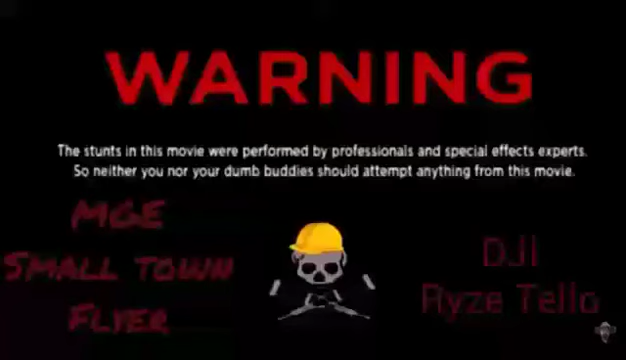 WARNING
The stunts in this movie were performed by professionals and special effects experts.
So neither you nor your dumb buddies should attempt anything from this movie.
MGE
SMALL TOWN
FLYER
DJI
Ryze Tello